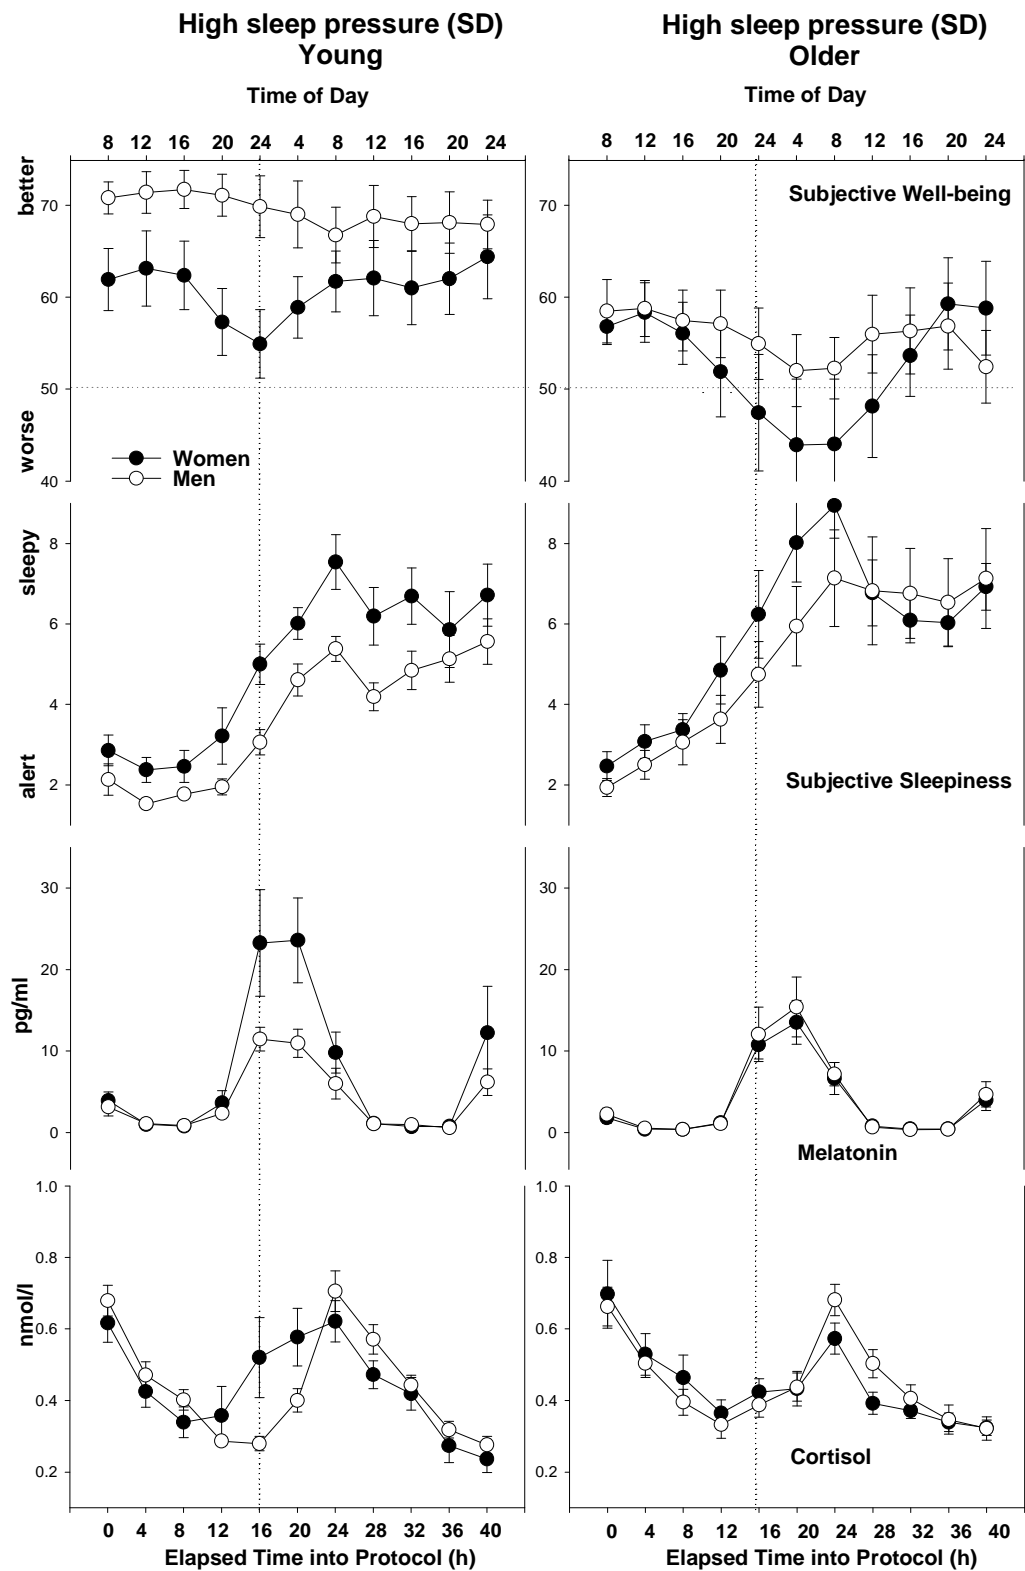 High sleep pressure (SD)
Young
Time of Day
8 12 16 20 24 4 8 12 16 20 24
High sleep pressure (SD)
Older
Time of Day
8 12 16 20 24 4 8 12 16 20 24
better
worse
70
60
50
40
Women
Men
70
60
50
40
Subjective Well-being
sleepy
alert
8
6
4
2
8
6
4
2
Subjective Sleepiness
pg/ml
30
20
10
0
30
20
10
0
Melatonin
nmol/l
1.0
0.8
0.6
0.4
0.2
1.0
0.8
0.6
0.4
0.2
Cortisol
0 4 8 12 16 20 24 28 32 36 40
Elapsed Time into Protocol (h)
0 4 8 12 16 20 24 28 32 36 40
Elapsed Time into Protocol (h)